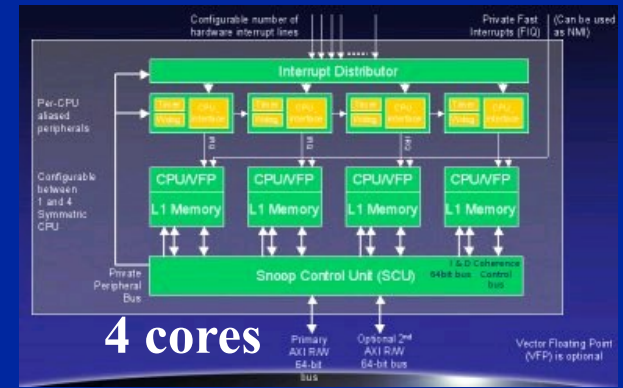 Configurable number of
hardware interrupt lines
Private Fast
Interrupts (FIQ)
(Can be used
as NMI)
Interrupt Distributor
Per-CPU
aliased
peripherals
Timer
Wdog
CPU
interface
Timer
Wdog
CPU
interface
Timer
Wdog
CPU
interface
Timer
Wdog
CPU
interface
IRQ
IRQ
IRQ
Configurable
between
1 and 4
Symmetric
CPU
CPU/VFP
L1 Memory
CPU/VFP
L1 Memory
CPU/VFP
L1 Memory
CPU/VFP
L1 Memory
Private
Peripheral
Bus
Snoop Control Unit (SCU)
I & D
64bit bus
Coherence
Control
bus
4 cores
Primary
AXI R/W
64-bit
bus
Optional 2nd
AXI R/W
64-bit bus
Vector Floating Point
(VFP) is optional